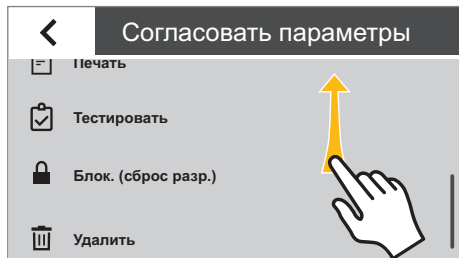 Согласовать параметры
Печать
Тестировать
Блок. (сброс разр.)
Удалить